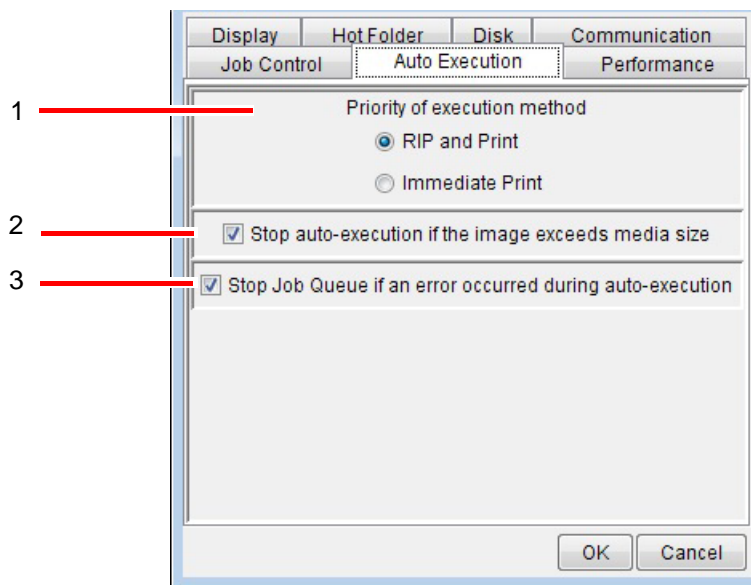 Display Hot Folder Disk Communication
Job Control Auto Execution Performance
1 Priority of execution method
RIP and Print
Immediate Print
2 Stop auto-execution if the image exceeds media size
3 Stop Job Queue if an error occurred during auto-execution
OK Cancel